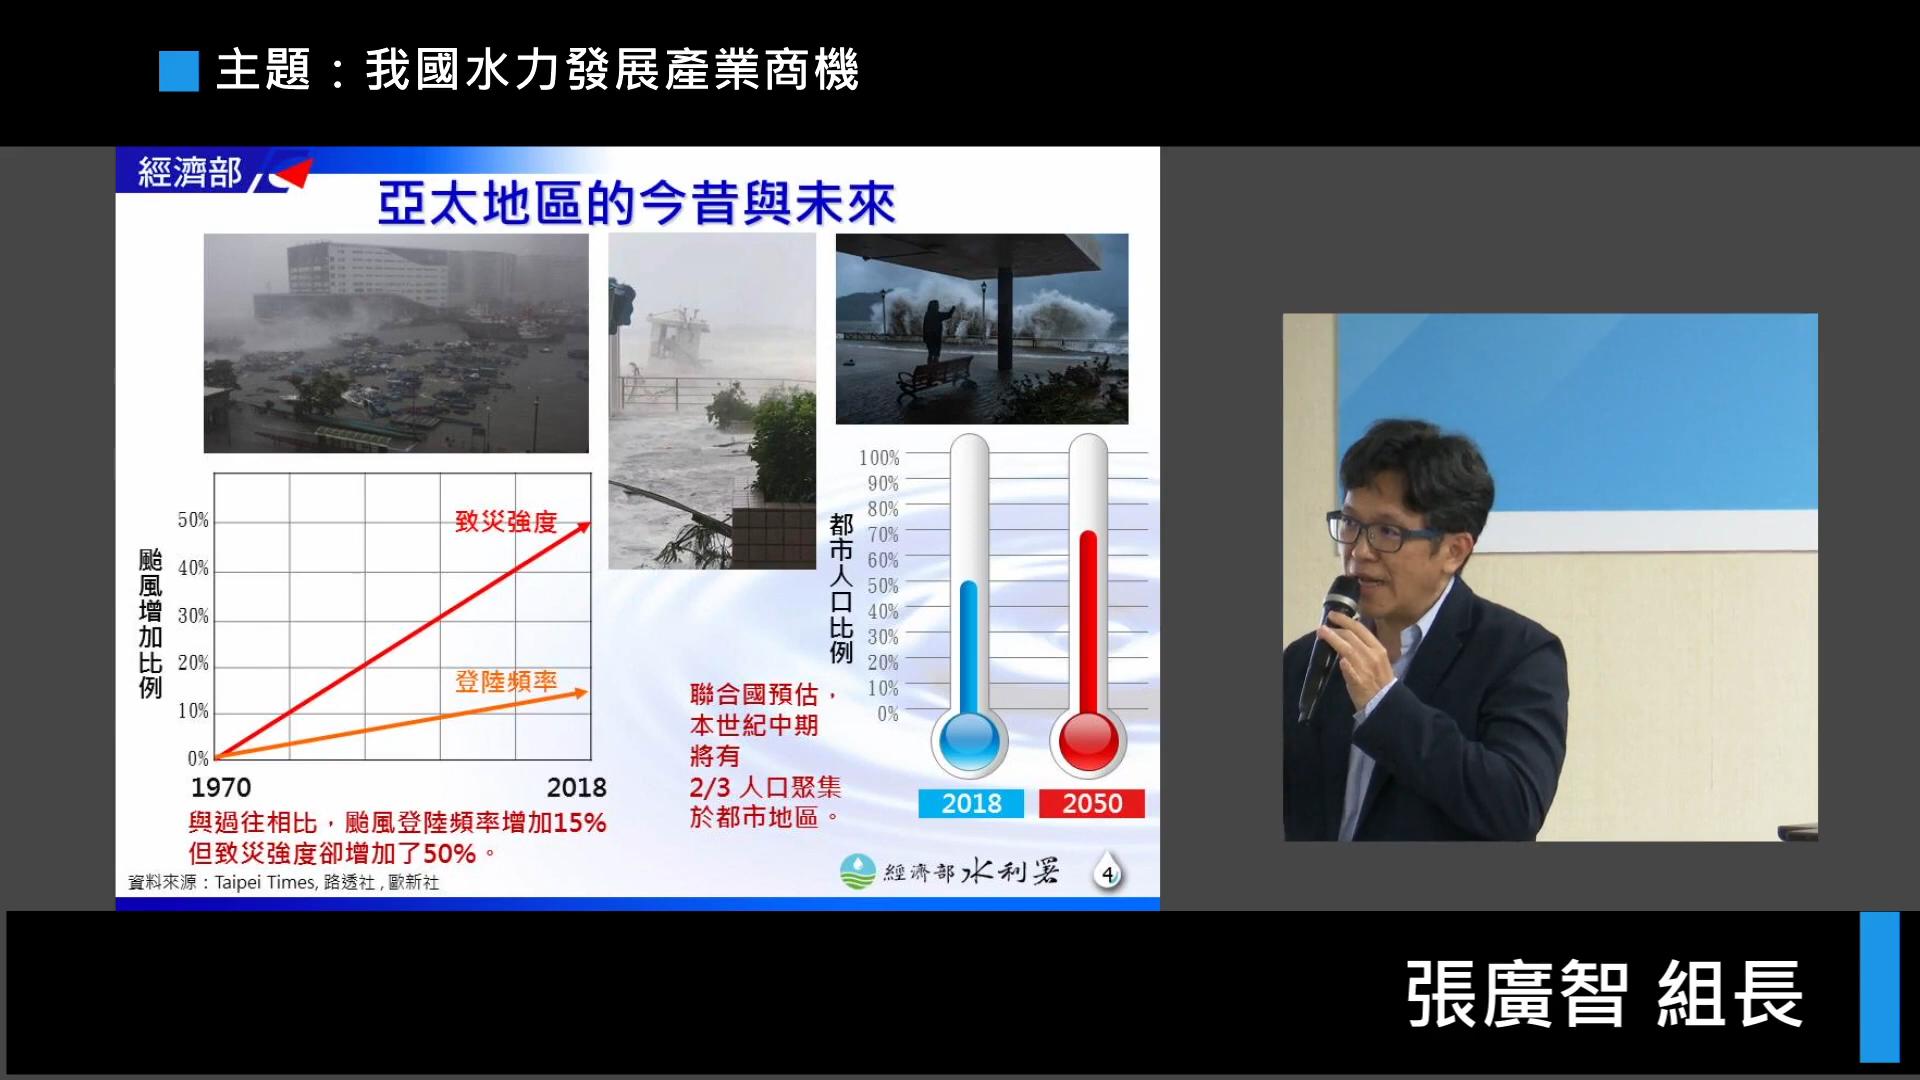 主題：我國水力發展產業商機
經濟部
亞太地區的今昔與未來
颱風增加比例
50%
40%
30%
20%
10%
0%
致災強度
登陸頻率
1970
2018
與過往相比，颱風登陸頻率增加15%
但致災強度卻增加了50%。
資料來源：Taipei Times, 路透社 , 歐新社
都市人口比例
100%
90%
80%
70%
60%
50%
40%
30%
20%
10%
0%
2018
2050
聯合國預估，
本世紀中期
將有
2/3 人口聚集
於都市地區。
經濟部水利署
4
張廣智 組長